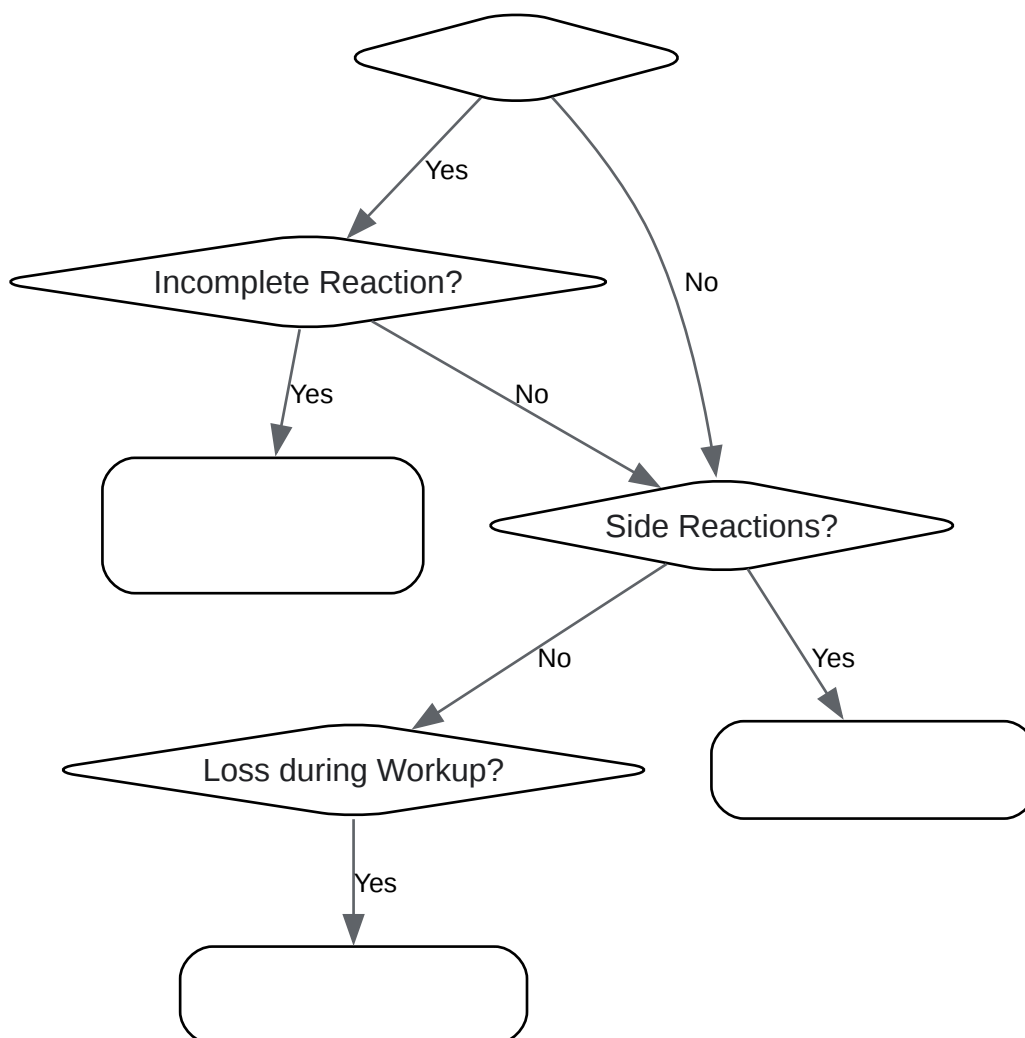 Yes
Incomplete Reaction?
No
Yes
No
Side Reactions?
No
Yes
Loss during Workup?
Yes